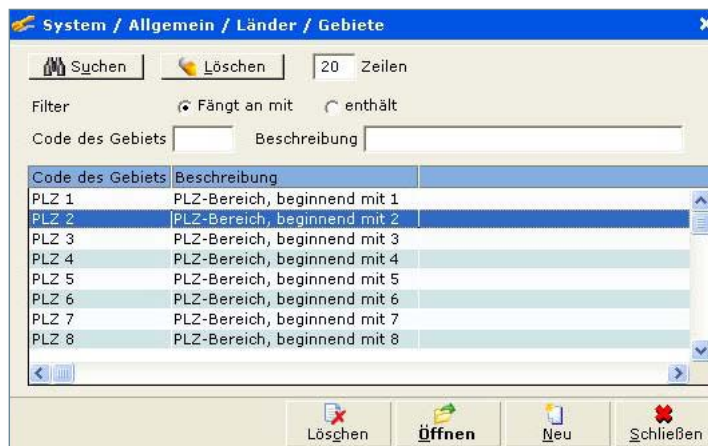 System / Allgemein / Länder / Gebiete
Suchen Löschen 20 Zeilen
Filter Fängt an mit enthält
Code des Gebiets Beschreibung
Code des Gebiets Beschreibung
PLZ 1 PLZ-Bereich, beginnend mit 1
PLZ 2 PLZ-Bereich, beginnend mit 2
PLZ 3 PLZ-Bereich, beginnend mit 3
PLZ 4 PLZ-Bereich, beginnend mit 4
PLZ 5 PLZ-Bereich, beginnend mit 5
PLZ 6 PLZ-Bereich, beginnend mit 6
PLZ 7 PLZ-Bereich, beginnend mit 7
PLZ 8 PLZ-Bereich, beginnend mit 8
Löschen Öffnen Neu Schließen